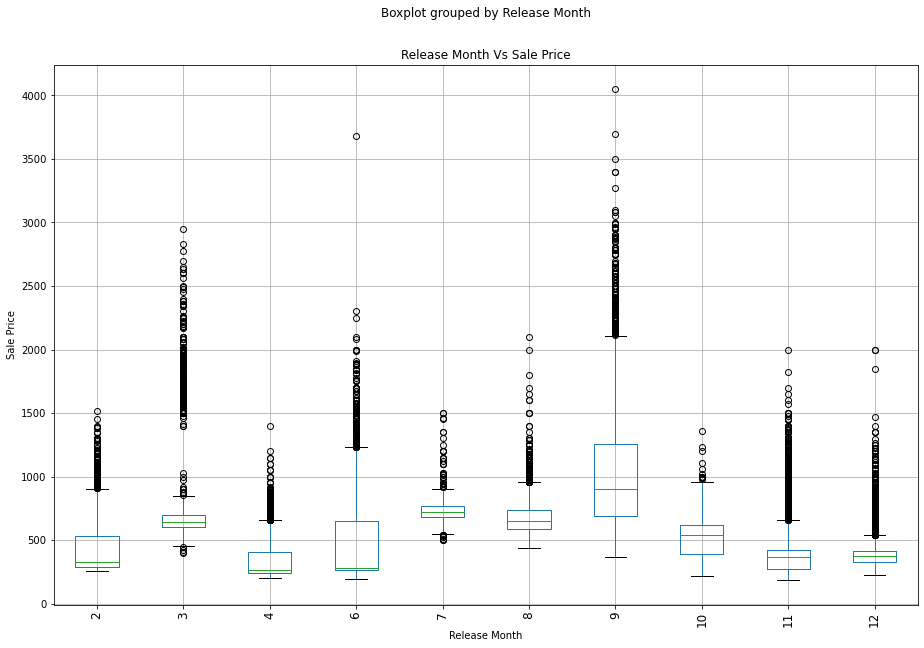 Boxplot grouped by Release Month
Release Month Vs Sale Price
4000
3500
3000
2500
2000
1500
1000
500
0
Sale Price
2 3 4 6 7 8 9 10 11 12
Release Month